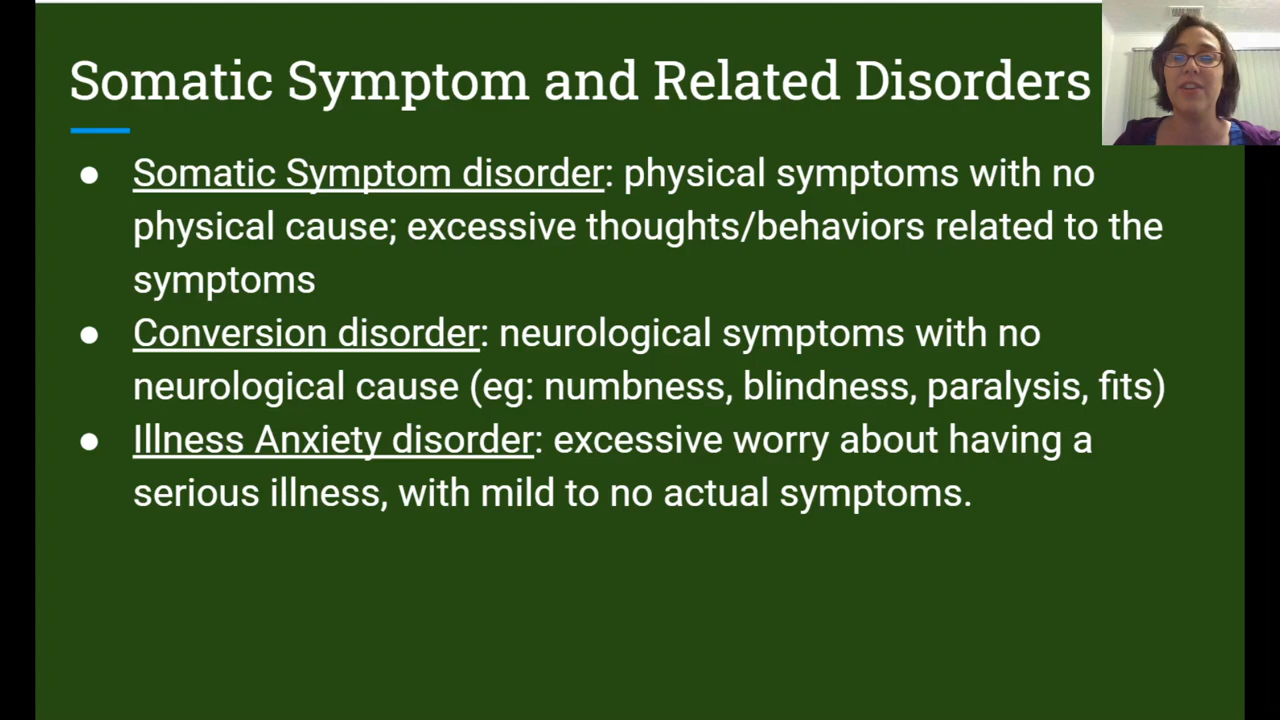 Somatic Symptom and Related Disorders
● Somatic Symptom disorder: physical symptoms with no
physical cause; excessive thoughts/behaviors related to the
symptoms
● Conversion disorder: neurological symptoms with no
neurological cause (eg: numbness, blindness, paralysis, fits)
● Illness Anxiety disorder: excessive worry about having a
serious illness, with mild to no actual symptoms.